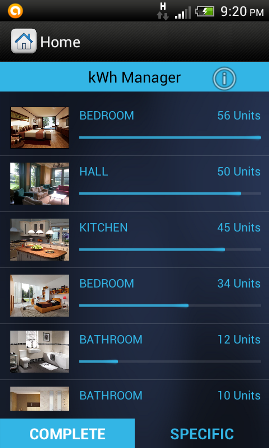 H
9:20 PM
Home
kWh Manager
BEDROOM 56 Units
HALL 50 Units
KITCHEN 45 Units
BEDROOM 34 Units
BATHROOM 12 Units
BATHROOM 10 Units
COMPLETE SPECIFIC